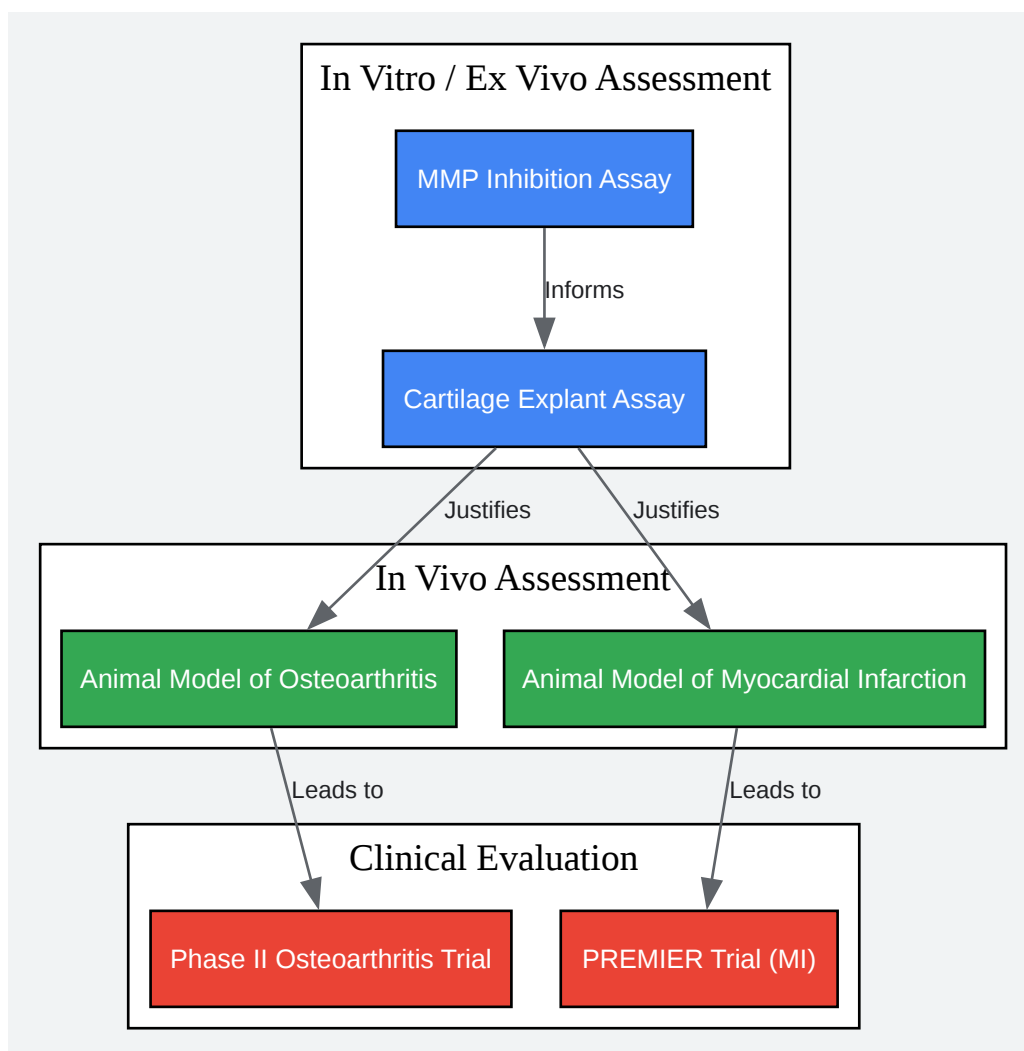 In Vitro / Ex Vivo Assessment
MMP Inhibition Assay
Informs
Cartilage Explant Assay
Justifies
Justifies
In Vivo Assessment
Animal Model of Osteoarthritis
Animal Model of Myocardial Infarction
Leads to
Leads to
Clinical Evaluation
Phase II Osteoarthritis Trial
PREMIER Trial (MI)